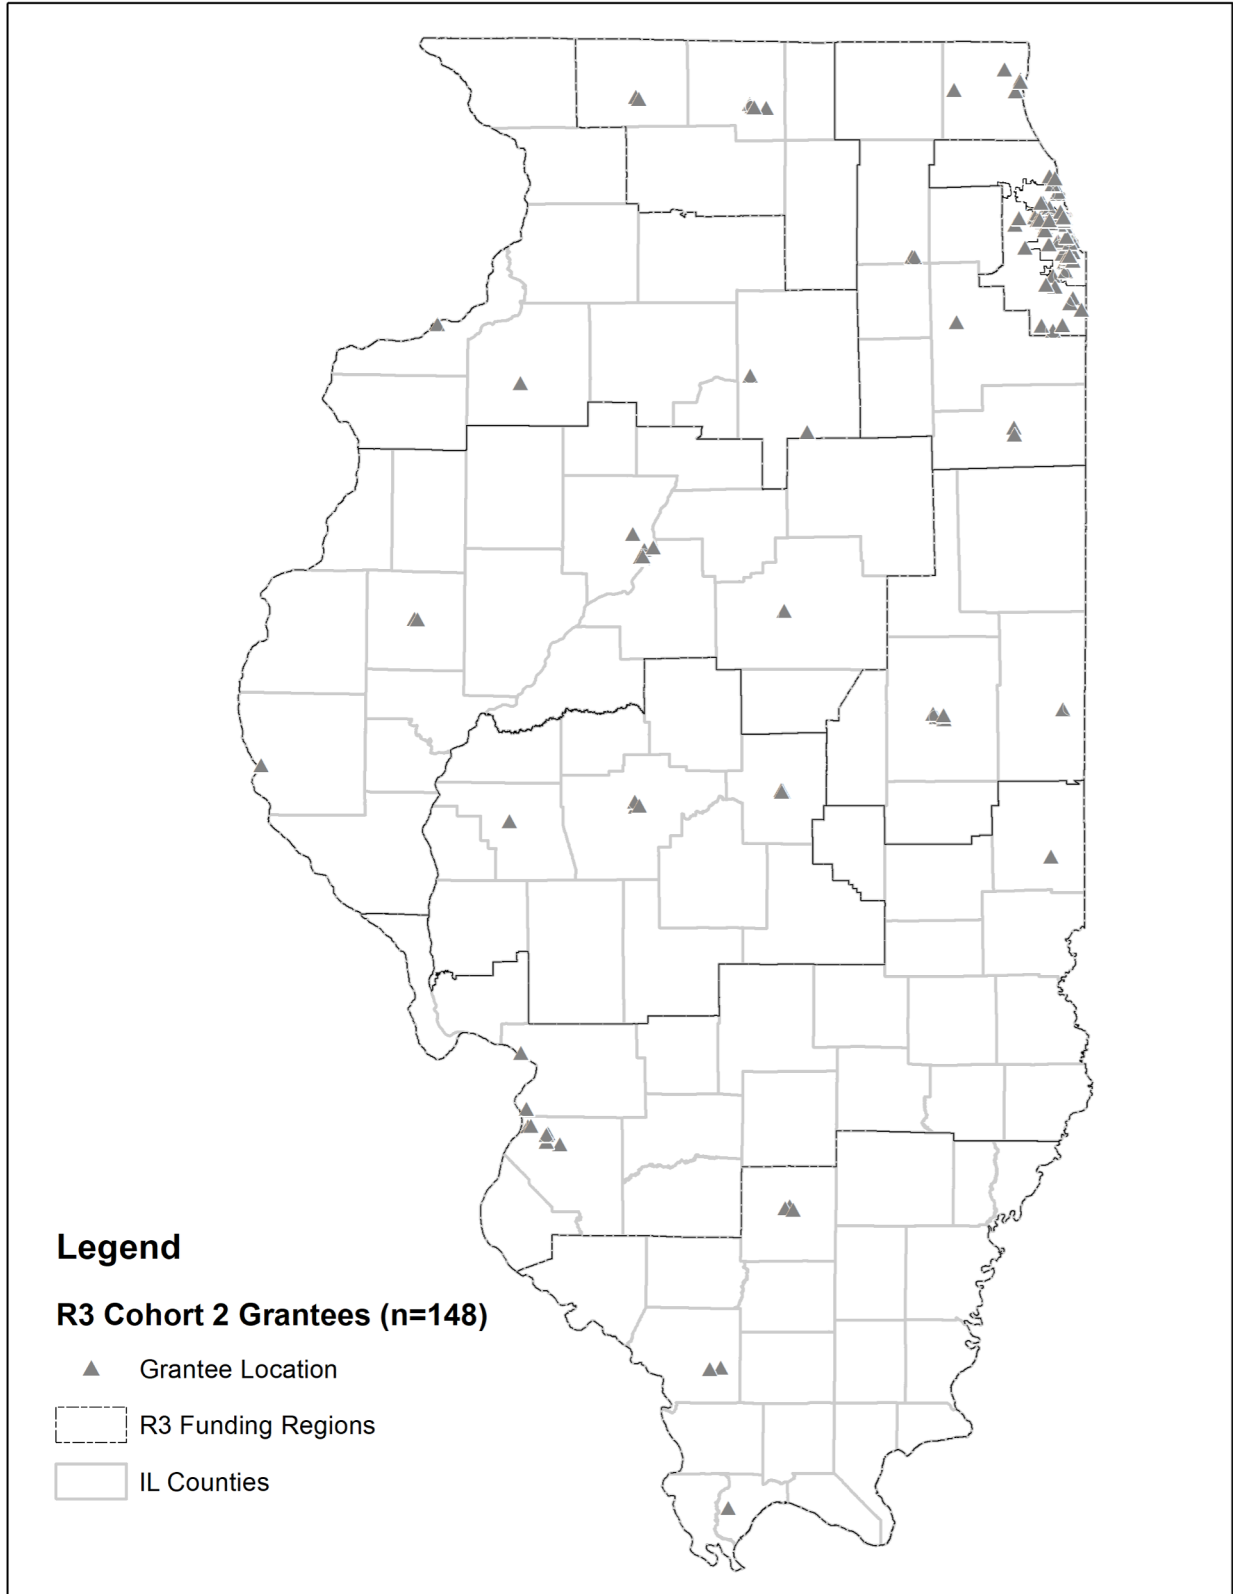 Legend
R3 Cohort 2 Grantees (n=148)
Grantee Location
R3 Funding Regions
IL Counties